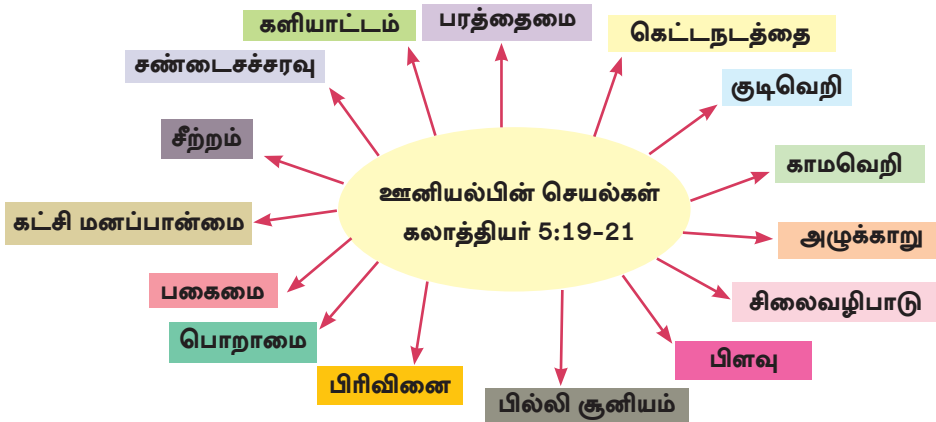 களியாட்டம்
பரத்தைமை
கெட்டநடத்தை
சண்டைசச்சரவு
குடிவெறி
சீற்றம்
காமவெறி
ஊனியல்பின் செயல்கள்
கலாத்தியர் 5:19-21
கட்சி மனப்பான்மை
அழுக்காறு
பகைமை
சிலைவழிபாடு
பொறாமை
பிளவு
பிரிவினை
பில்லி சூனியம்